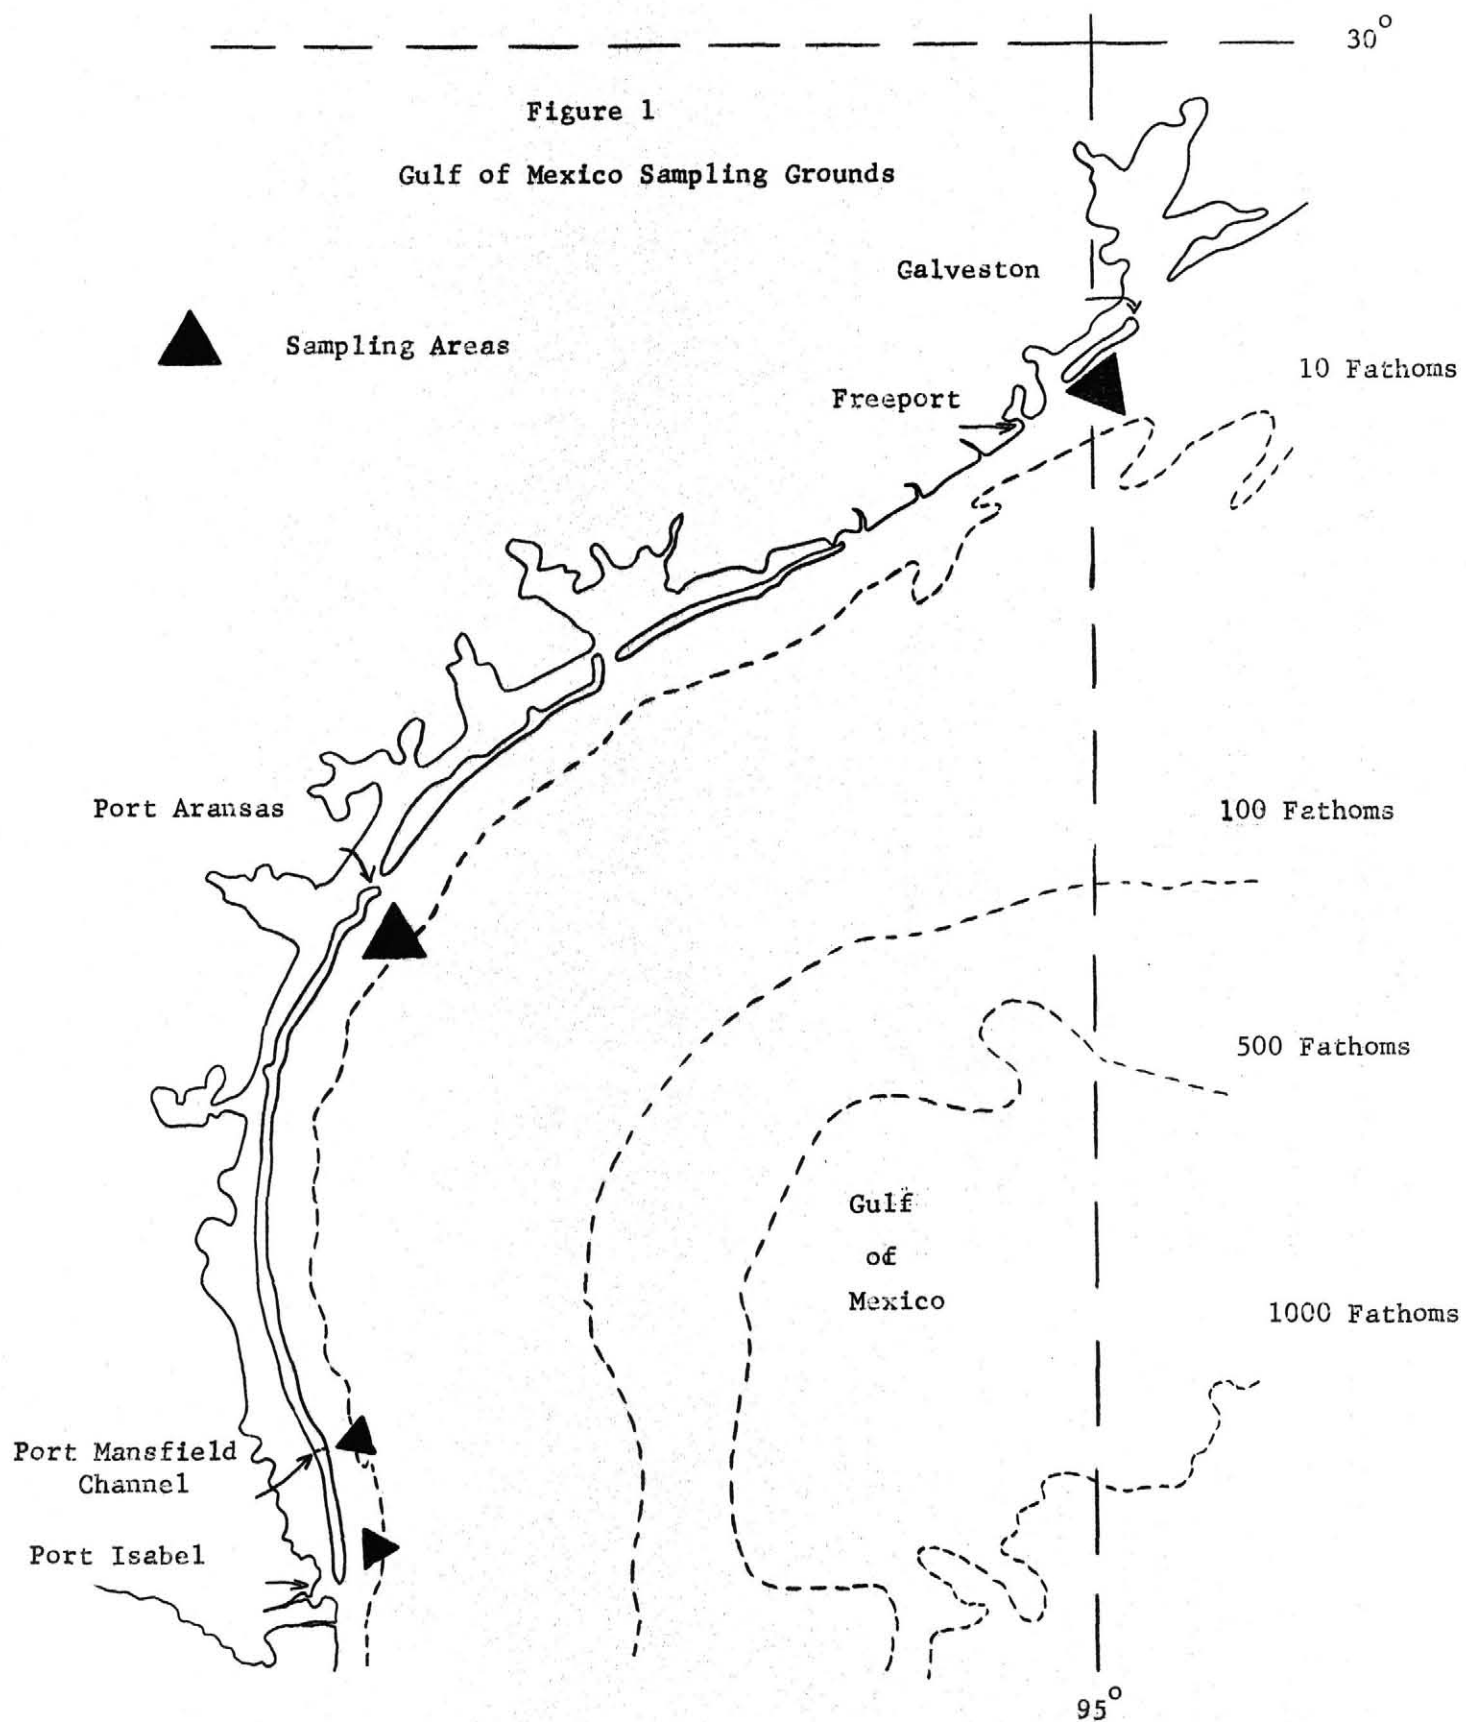 30°
Figure 1
Gulf of Mexico Sampling Grounds
Galveston
Sampling Areas
10 Fathoms
Freeport
Port Aransas
100 Fathoms
500 Fathoms
Gulf
of
Mexico
1000 Fathoms
Port Mansfield
Channel
Port Isabel
95°